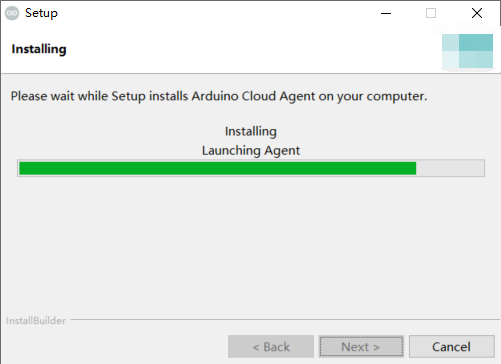 Setup
Installing
Please wait while Setup installs Arduino Cloud Agent on your computer.
Installing
Launching Agent
InstallBuilder
< Back
Next >
Cancel